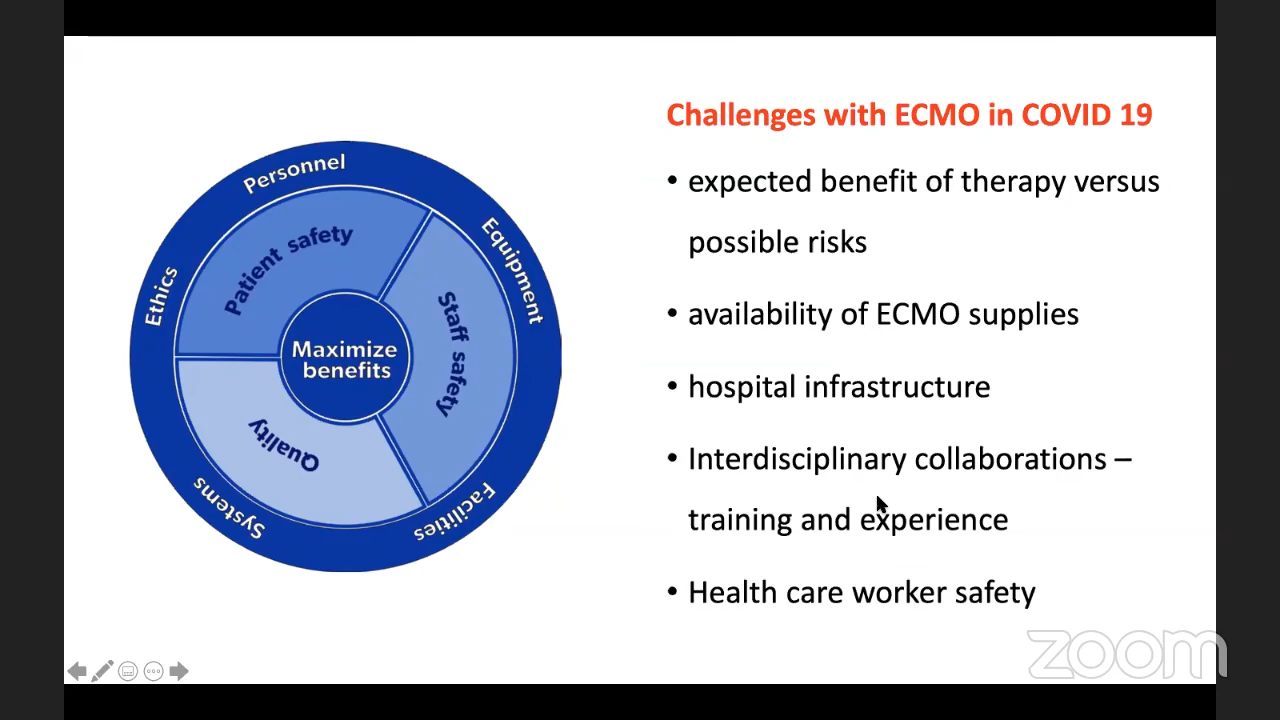 Challenges with ECMO in COVID 19
• expected benefit of therapy versus
possible risks
• availability of ECMO supplies
• hospital infrastructure
• Interdisciplinary collaborations –
training and experience
• Health care worker safety
Personnel
Equipment
Facilities
Systems
Ethics
Patient safety
Staff safety
Quality
Maximize
benefits
zoom